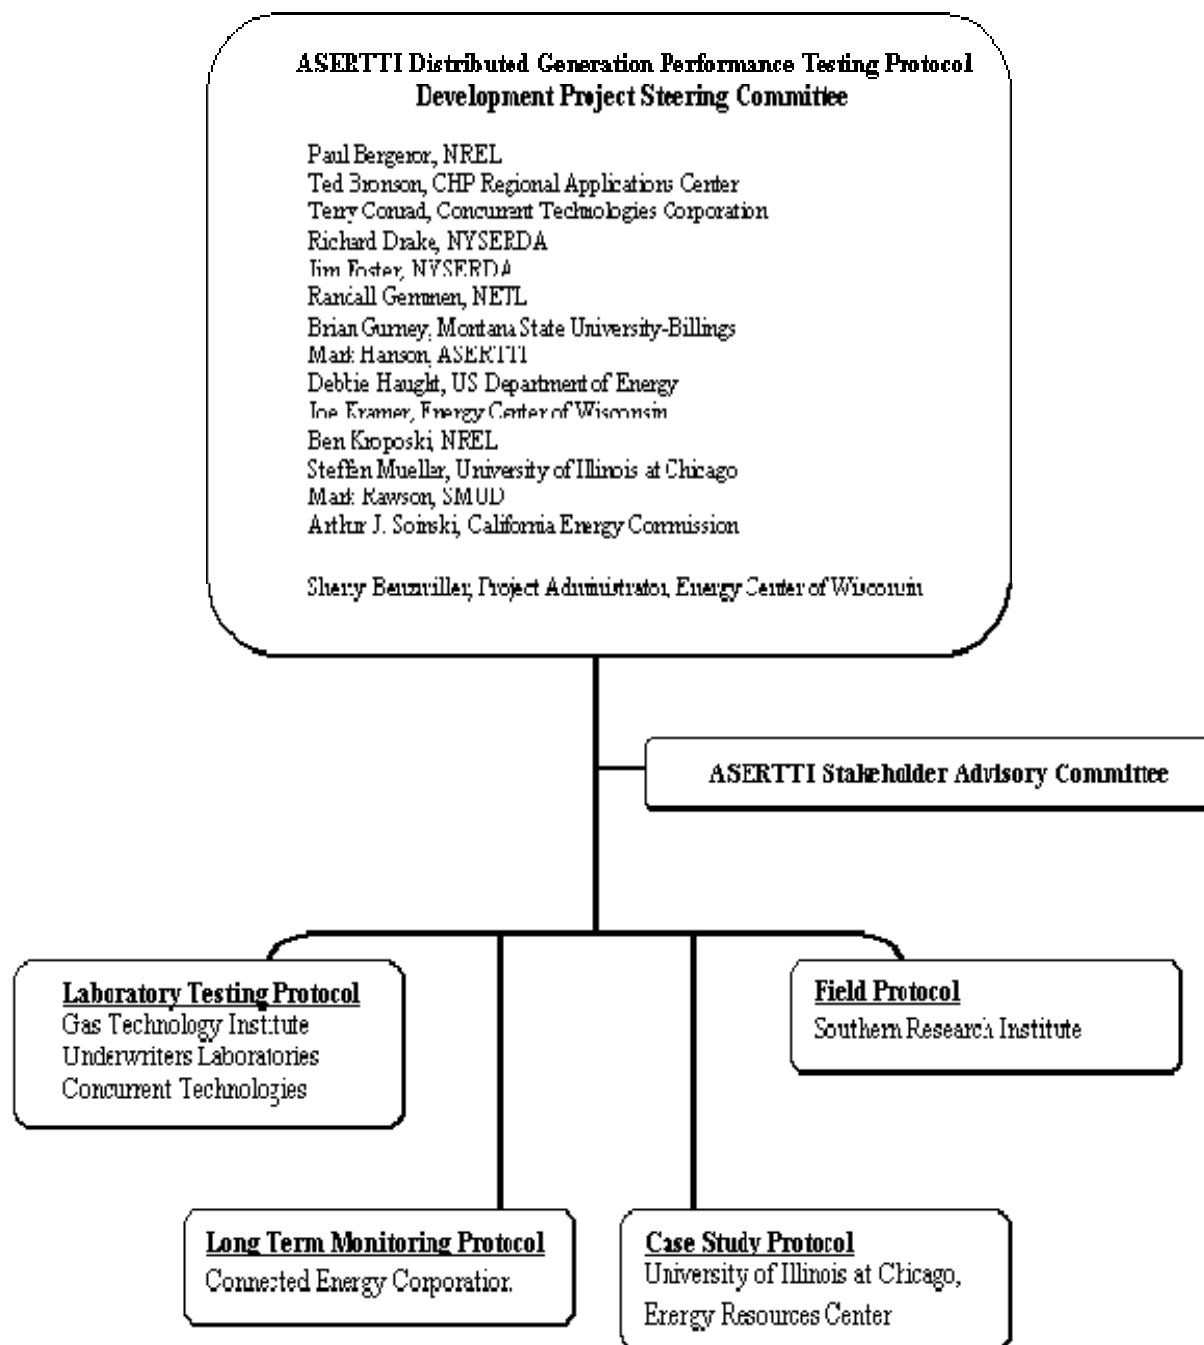 ASERTTI Distributed Generation Performance Testing Protocol
Development Project Steering Committee
Paul Bergeron, NREL
Ted Bronson, CHP Regional Applications Center
Terry Conrad, Concurrent Technologies Corporation
Richard Drake, NYSERDA
Jim Foster, NYSERDA
Randall Gemmen, NETL
Brian Gurney, Montana State University-Billings
Mark Hanson, ASERTTI
Debbie Haught, US Department of Energy
Joe Kramer, Energy Center of Wisconsin
Ben Kroposki, NREL
Steffen Mueller, University of Illinois at Chicago
Mark Rawson, SMUD
Arthur J. Soinski, California Energy Commission
Sherry Project Administrator, Energy Center of Wisconsin
ASERTTI Stakeholder Advisory Committee
Laboratory Testing Protocol
Gas Technology Institute
Underwriters Laboratories
Concurrent Technologies
Field Protocol
Southern Research Institute
Long Term Monitoring Protocol
Connected Energy Corporation.
Case Study Protocol
University of Illinois at Chicago,
Energy Resources Center